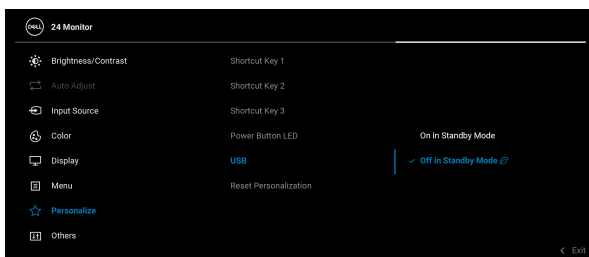 DELL 24 Monitor
Brightness/Contrast Shortcut Key 1
Auto Adjust Shortcut Key 2
Input Source Shortcut Key 3
Color Power Button LED On in Standby Mode
Display USB Off in Standby Mode
Menu Reset Personalization
Personalize
Others
Exit